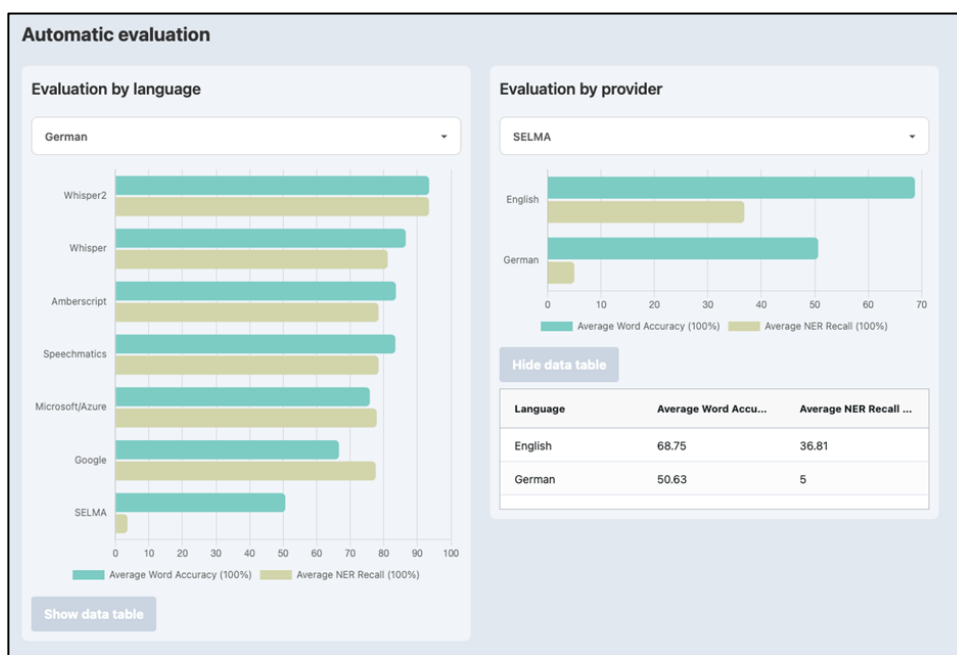 Automatic evaluation
Evaluation by language
German
Whisper2
Whisper
Amberscript
Speechmatics
Microsoft/Azure
Google
SELMA
0 10 20 30 40 50 60 70 80 90 100
Average Word Accuracy (100%) Average NER Recall (100%)
Show data table
Evaluation by provider
SELMA
English
German
0 10 20 30 40 50 60 70
Average Word Accuracy (100%) Average NER Recall (100%)
Hide data table
Language Average Word Accu... Average NER Recall ...
English 68.75 36.81
German 50.63 5